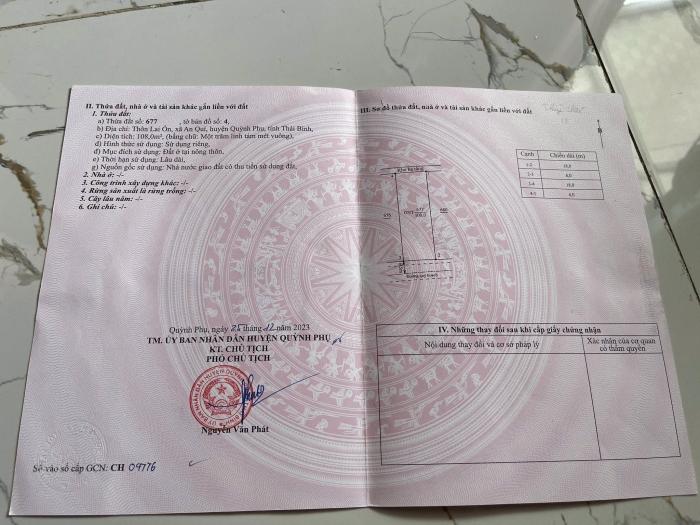 II. Thửa đất, nhà ở và tài sản khác gắn liền với đất
1. Thửa đất:
a) Thửa đất số: 677 , tờ bản đồ số: 4,
b) Địa chỉ: Thôn Lai Ổn, xã An Quí, huyện Quỳnh Phụ, tỉnh Thái Bình,
c) Diện tích: 108,0m², (bằng chữ: Một trăm linh tám mét vuông),
d) Hình thức sử dụng: Sử dụng riêng,
đ) Mục đích sử dụng: Đất ở tại nông thôn,
e) Thời hạn sử dụng: Lâu dài,
g) Nguồn gốc sử dụng: Nhà nước giao đất có thu tiền sử dụng đất.
2. Nhà ở: -/-
3. Công trình xây dựng khác: -/-
4. Rừng sản xuất là rừng trồng: -/-
5. Cây lâu năm: -/-
6. Ghi chú: -/-
Quỳnh Phụ, ngày 25 tháng 12 năm 2023
TM. ỦY BAN NHÂN DÂN HUYỆN QUỲNH PHỤ
KT. CHỦ TỊCH
PHÓ CHỦ TỊCH
Nguyễn Văn Phát
Số vào sổ cấp GCN: CH 09776
III. Sơ đồ thửa đất, nhà ở và tài sản khác gắn liền với đất
Cạnh Chiều dài (m)
1-2 18,0
2-3 6,0
3-4 18,0
4-1 6,0
676
677
108,0
IV. Những thay đổi sau khi cấp giấy chứng nhận
Nội dung thay đổi và cơ sở pháp lý
Xác nhận của cơ quan
có thẩm quyền